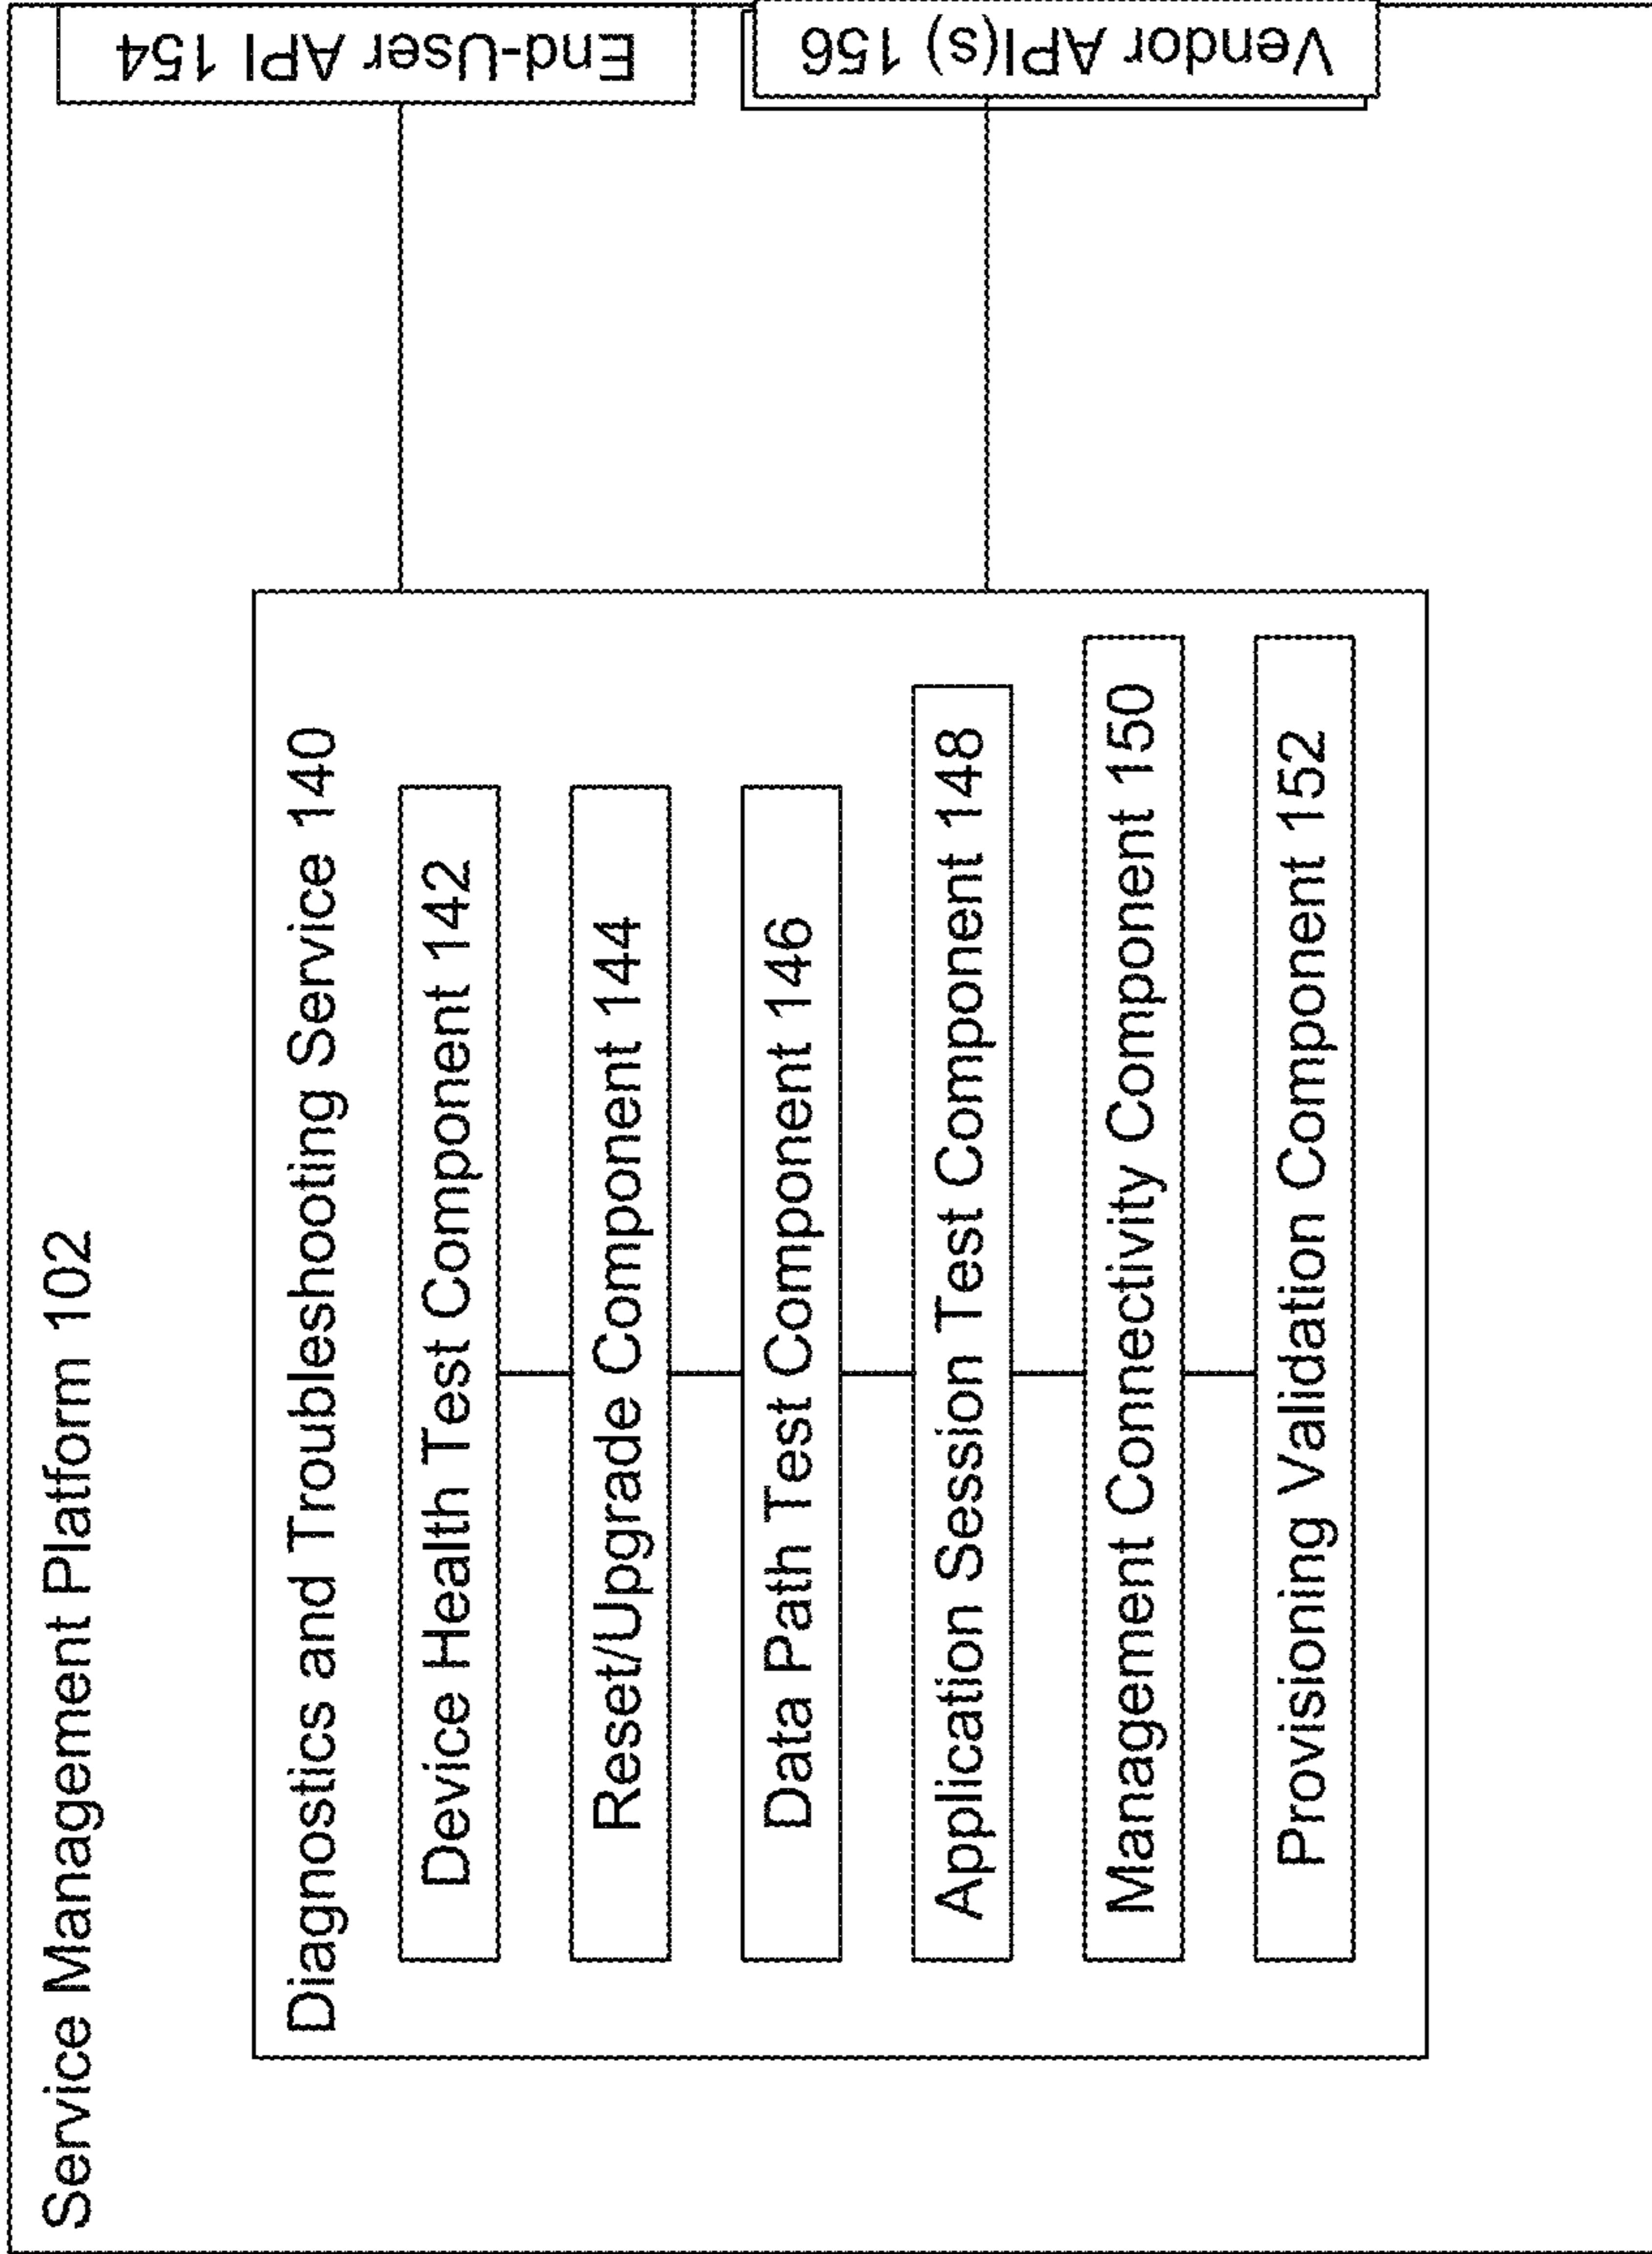 Service Management Platform 102
Diagnostics and Troubleshooting Service 140
Device Health Test Component 142
Reset/Upgrade Component 144
Data Path Test Component 146
Application Session Test Component 148
Management Connectivity Component 150
Provisioning Validation Component 152
End-User API 154
Vendor API(s) 156